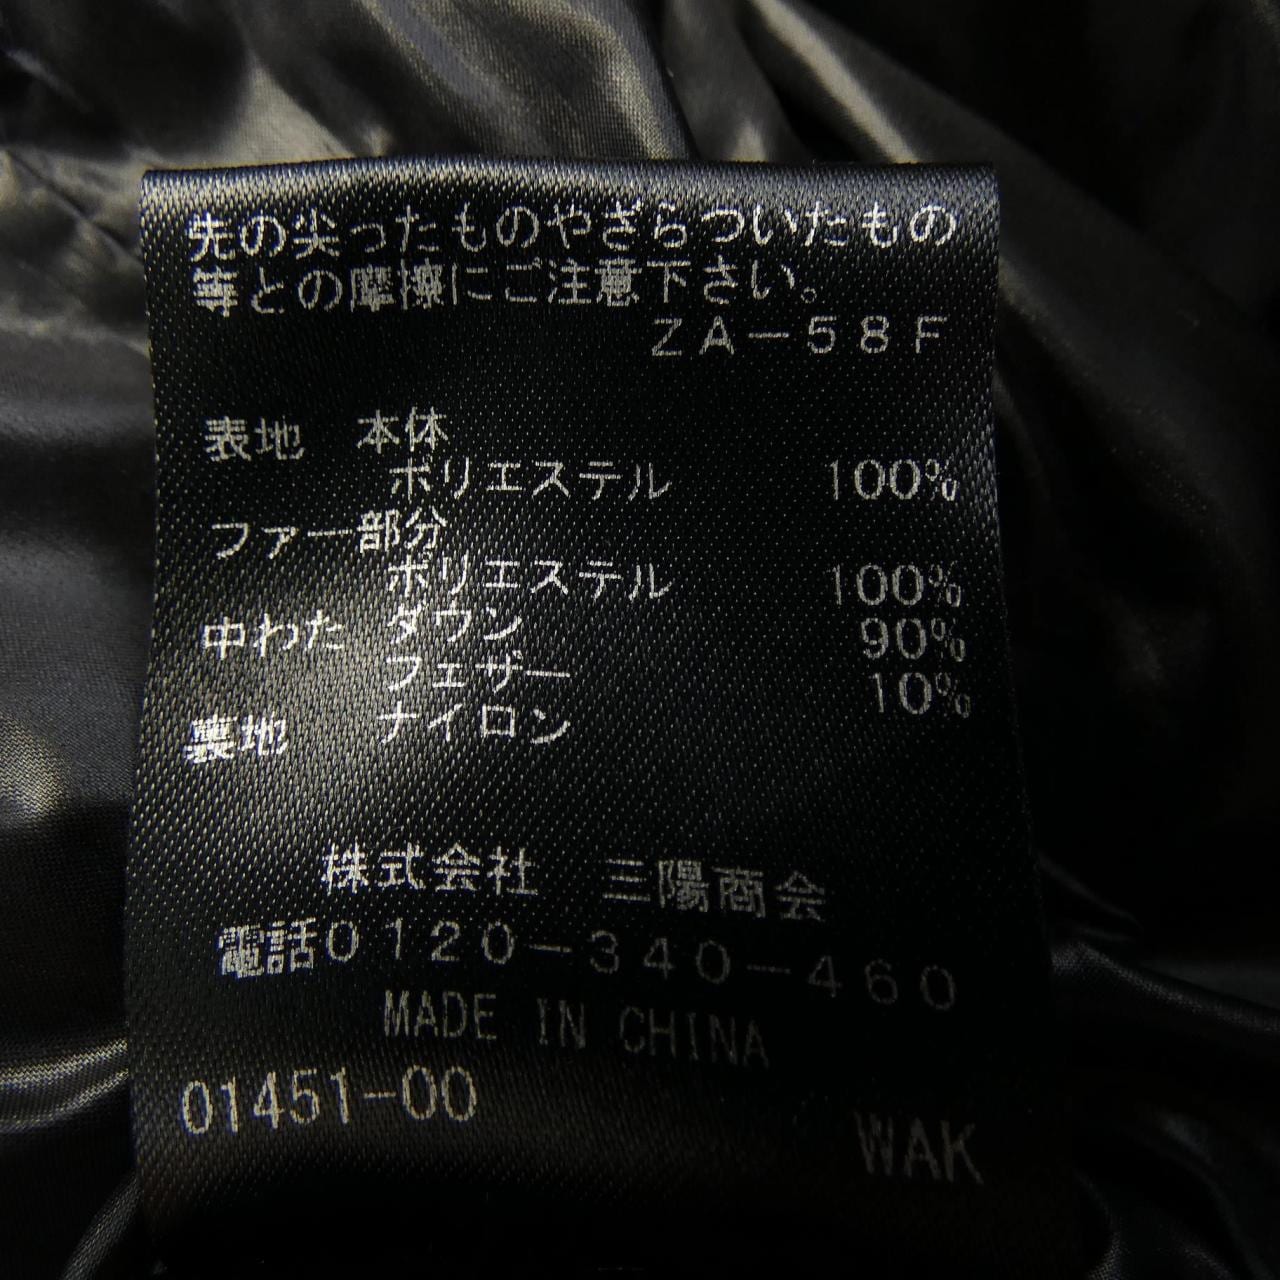 先の尖ったものやざらついたもの
等との摩擦にご注意下さい。
ZA-58F
表地 本体
ポリエステル 100%
ファー部分
ポリエステル 100%
中わた ダウン 90%
フェザー 10%
裏地 ナイロン
株式会社 三陽商会
電話0120-340-460
MADE IN CHINA
01451-00
WAK